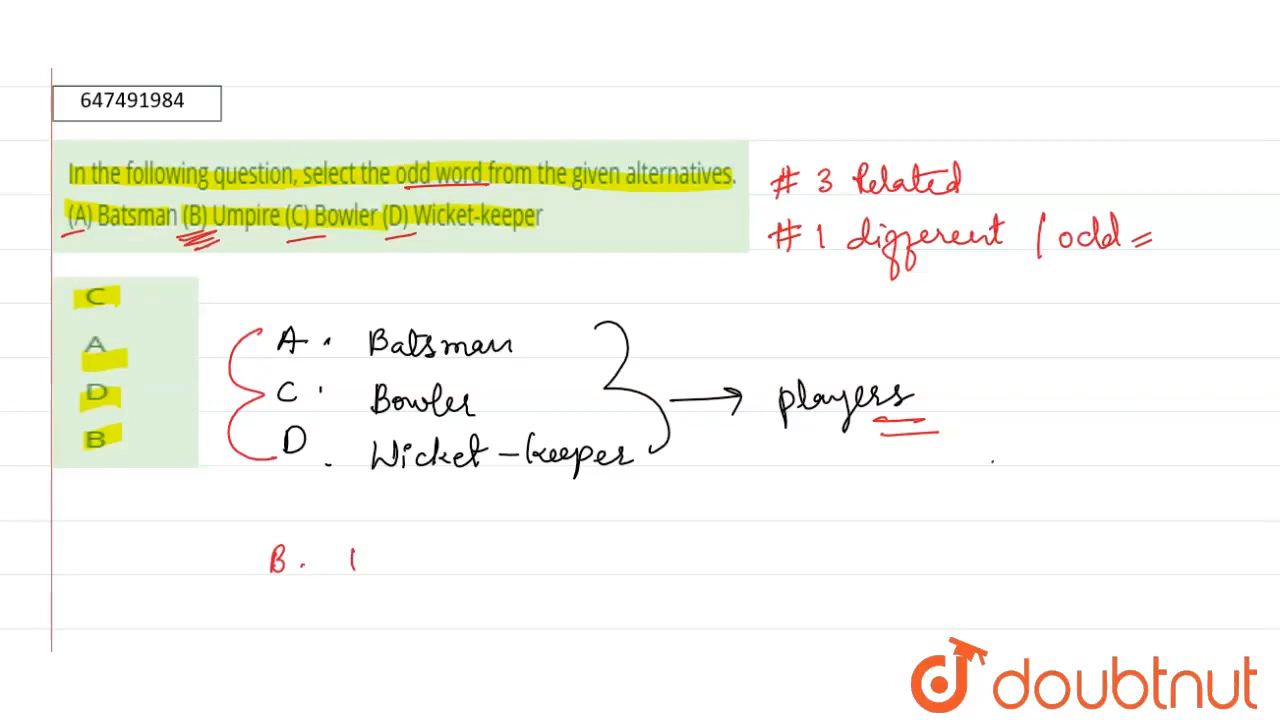 647491984
In the following question, select the odd word from the given alternatives.
(A) Batsman (B) Umpire (C) Bowler (D) Wicket-keeper
# 3 Related
# 1 different / odd =
C
A
D
B
A. Batsman
C. Bowler
D. Wicket-keeper
→ players
B.
doubtnut